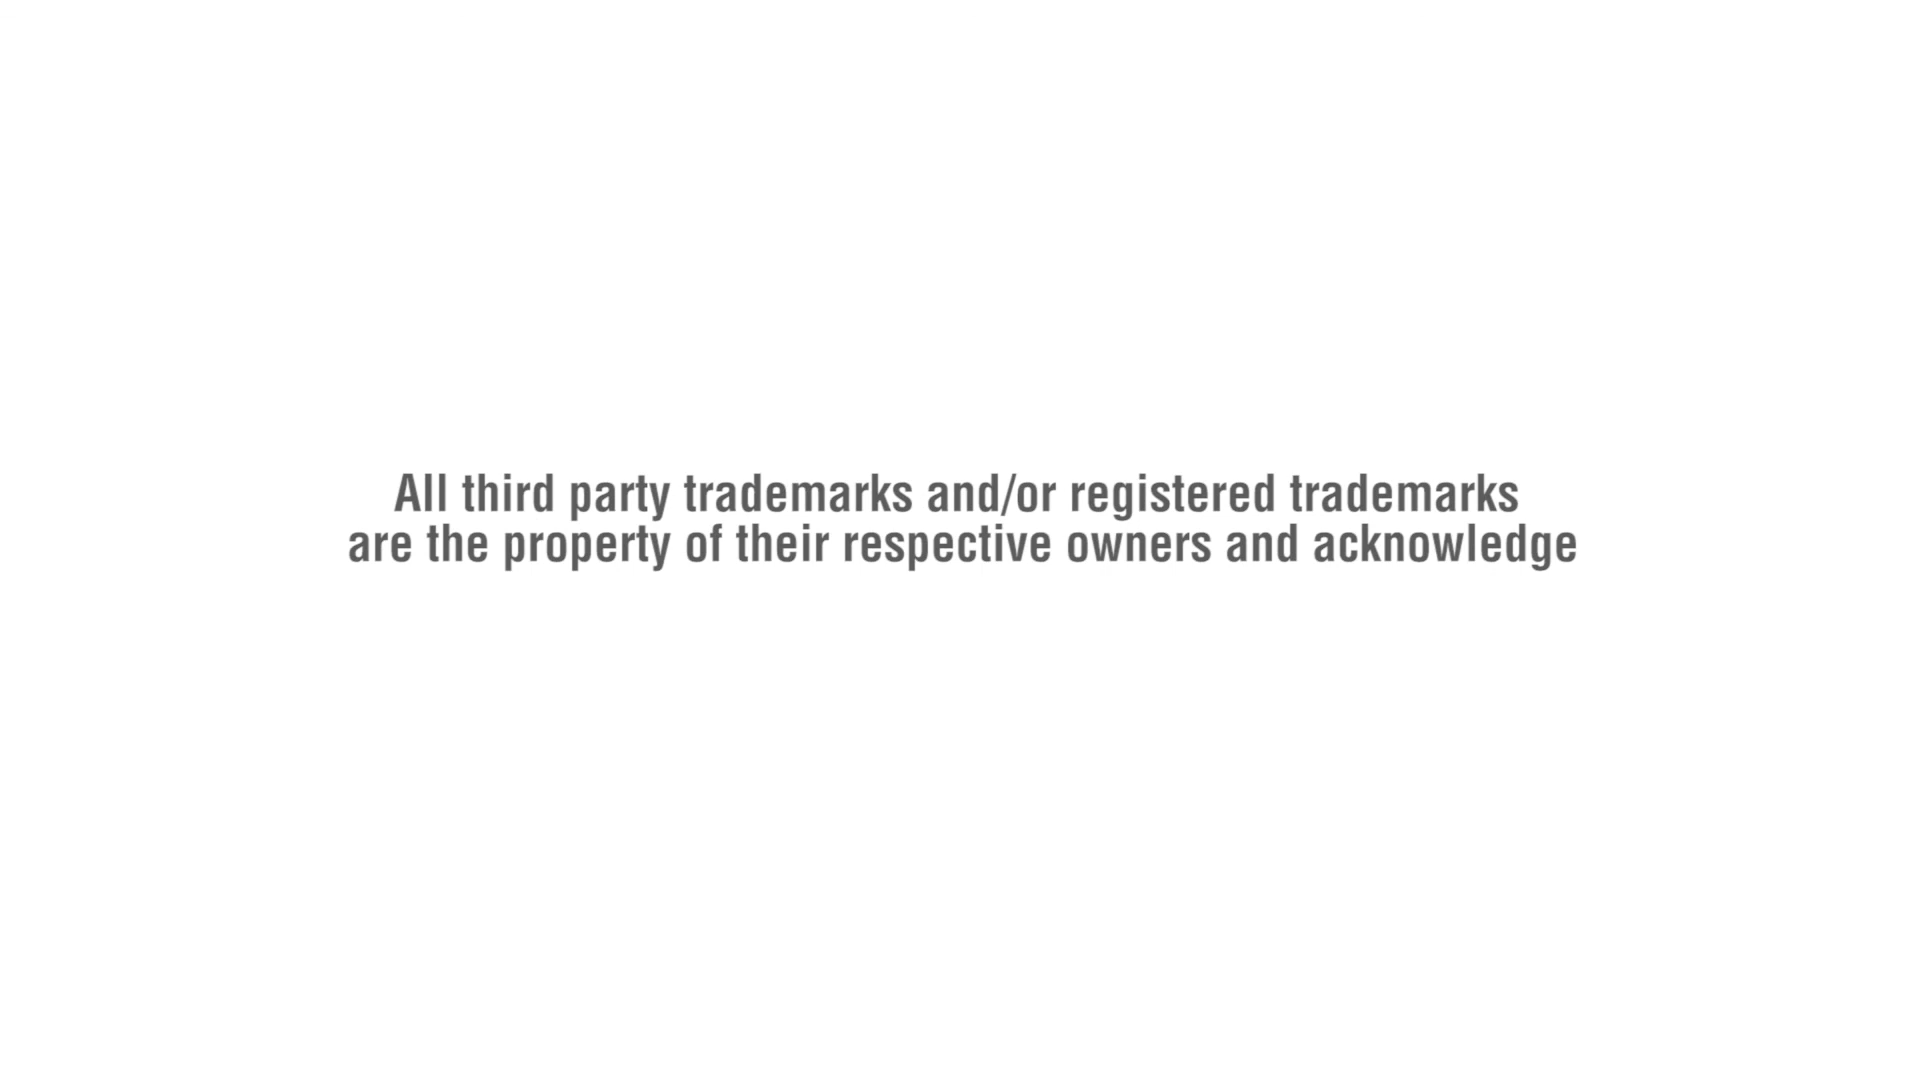 All third party trademarks and/or registered trademarks
are the property of their respective owners and acknowledge